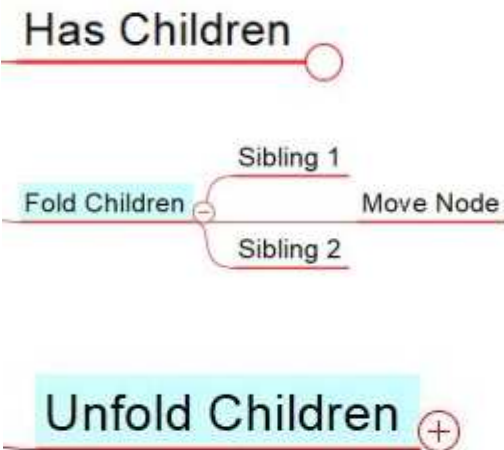 Has Children
Sibling 1
Fold Children
Move Node
Sibling 2
Unfold Children